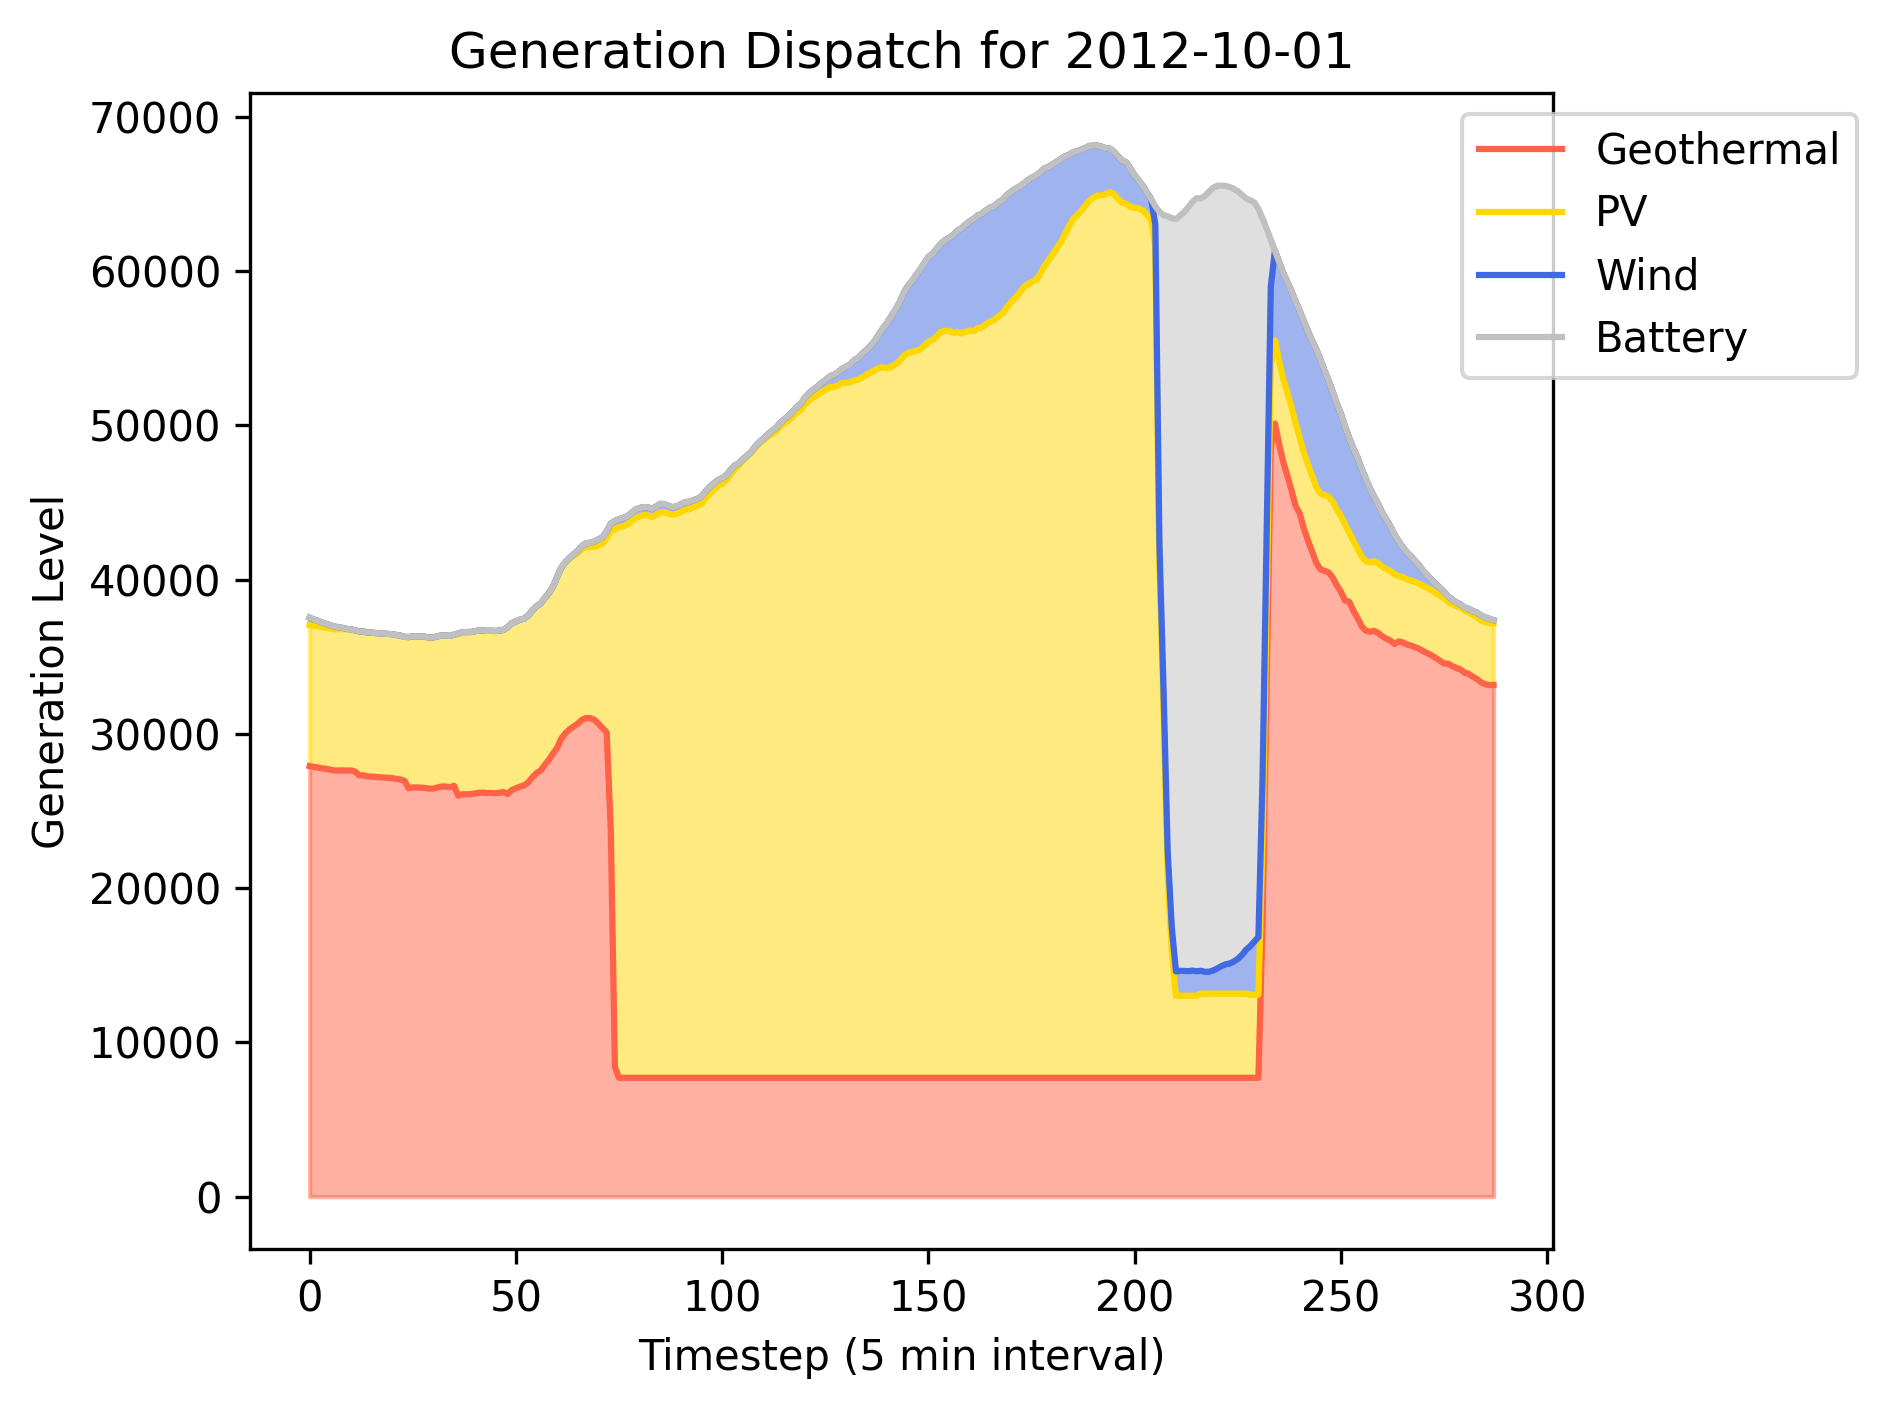 Generation Dispatch for 2012-10-01
Generation Level
70000
60000
50000
40000
30000
20000
10000
0
0 50 100 150 200 250 300
Timestep (5 min interval)
Geothermal
PV
Wind
Battery